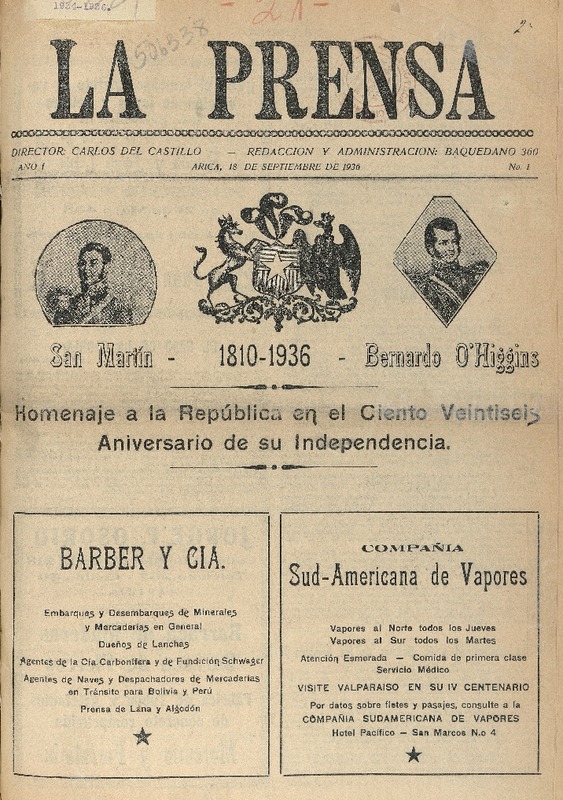 1934-1936.
- 21 -
2
506338
LA PRENSA
DIRECTOR: CARLOS DEL CASTILLO — REDACCION Y ADMINISTRACION: BAQUEDANO 360
AÑO I ARICA, 18 DE SEPTIEMBRE DE 1936 No. 1
San Martín - 1810-1936 - Bernardo O'Higgins
Homenaje a la República en el Ciento Veintiseis
Aniversario de su Independencia.
BARBER Y CIA.
Embarques y Desembarques de Minerales
y Mercaderías en General
Dueños de Lanchas
Agentes de la Cía. Carbonífera y de Fundición Schwager
Agentes de Naves y Despachadores de Mercaderías
en Tránsito para Bolivia y Perú
Prensa de Lana y Algodón
COMPAÑIA
Sud-Americana de Vapores
Vapores al Norte todos los Jueves
Vapores al Sur todos los Martes
Atención Esmerada — Comida de primera clase
Servicio Médico
VISITE VALPARAISO EN SU IV CENTENARIO
Por datos sobre fletes y pasajes, consulte a la
COMPAÑIA SUDAMERICANA DE VAPORES
Hotel Pacífico — San Marcos N.o 4